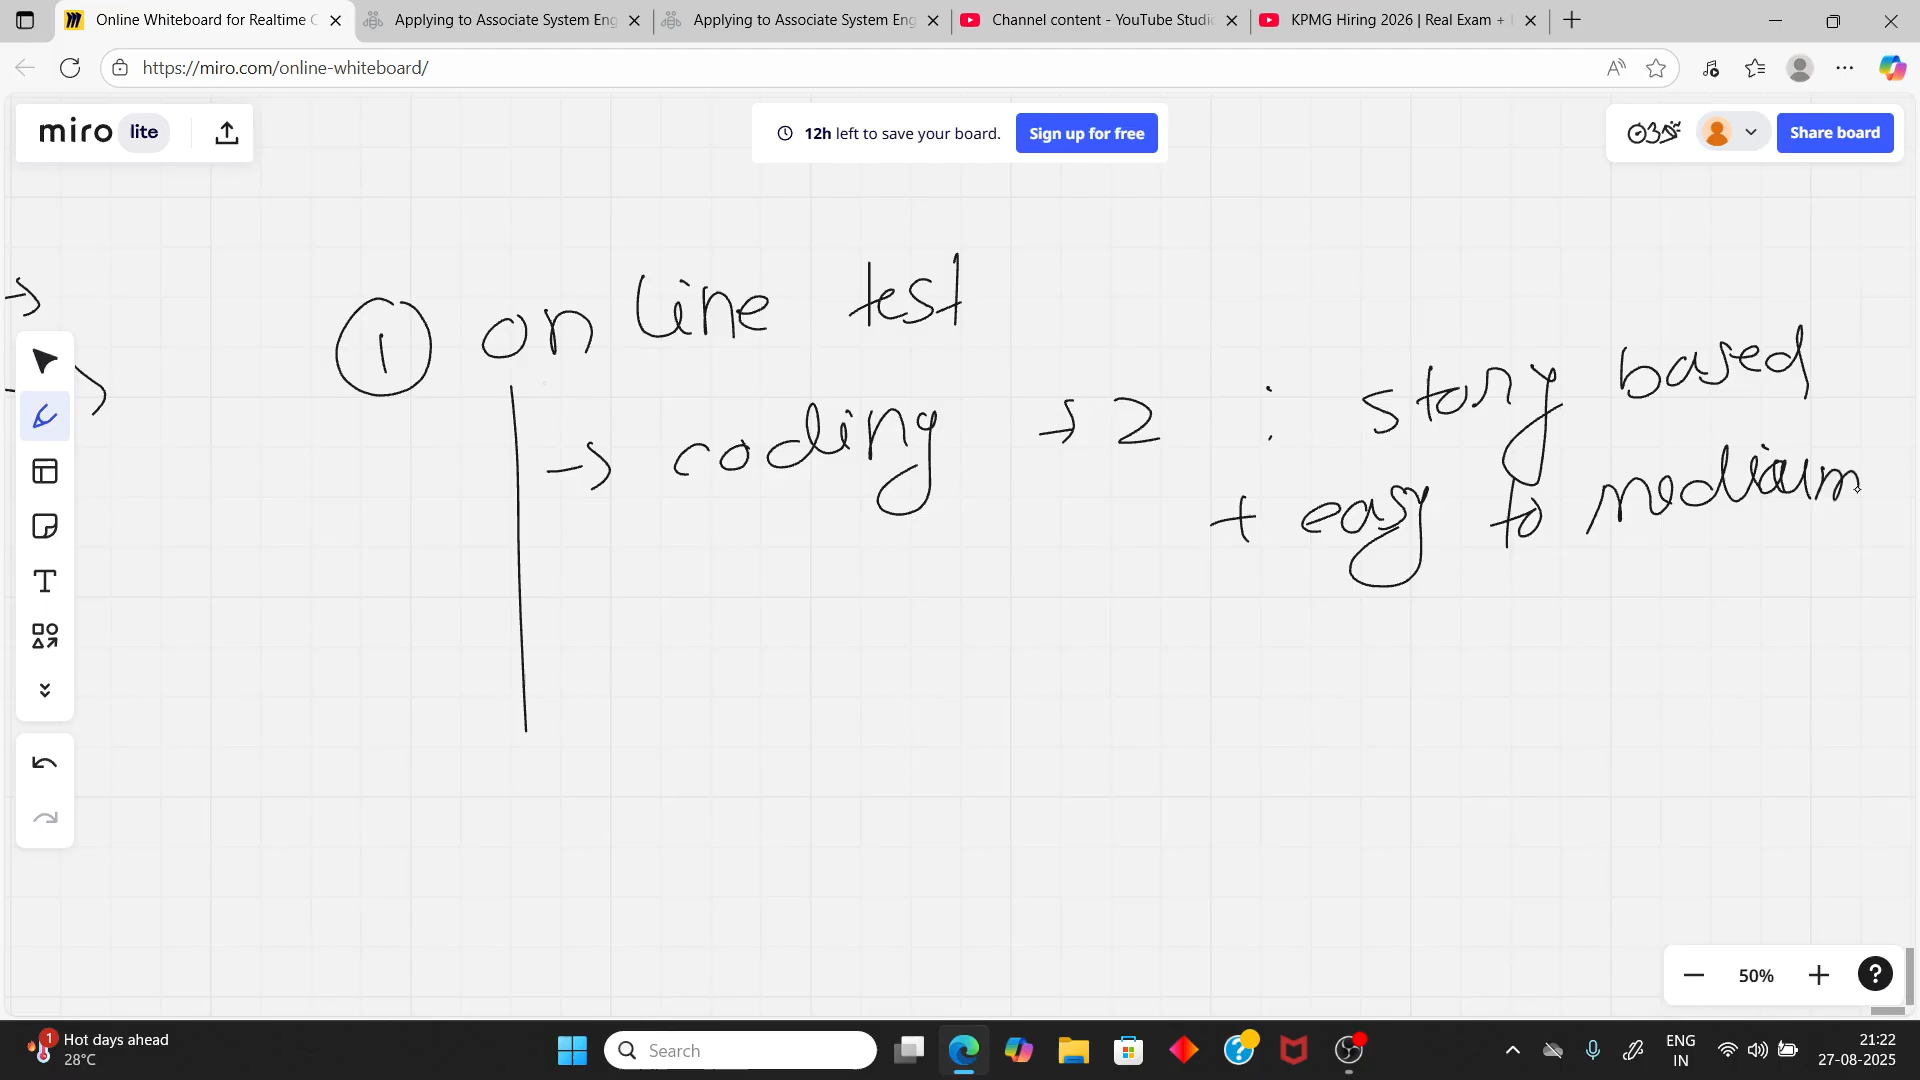 Online Whiteboard for Realtime C
Applying to Associate System Eng
Applying to Associate System Eng
Channel content - YouTube Studio
KPMG Hiring 2026 | Real Exam +
https://miro.com/online-whiteboard/
miro lite
12h left to save your board.
Sign up for free
Share board
① on line test
→ coding → 2 : story based
+ easy to medium
50%
Hot days ahead
28°C
1
Search
ENG
IN
21:22
27-08-2025